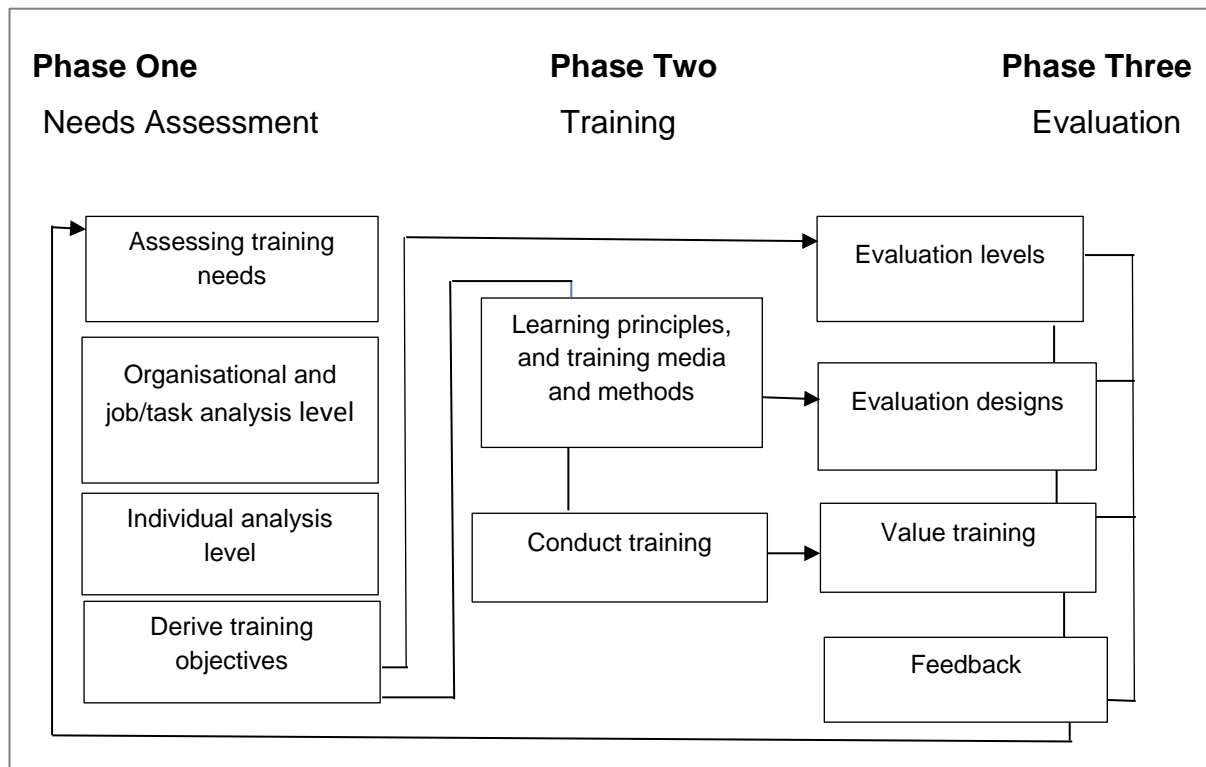 Phase One
Needs Assessment
Phase Two
Training
Phase Three
Evaluation
Assessing training
needs
Organisational and
job/task analysis level
Individual analysis
level
Derive training
objectives
Learning principles,
and training media
and methods
Conduct training
Evaluation levels
Evaluation designs
Value training
Feedback